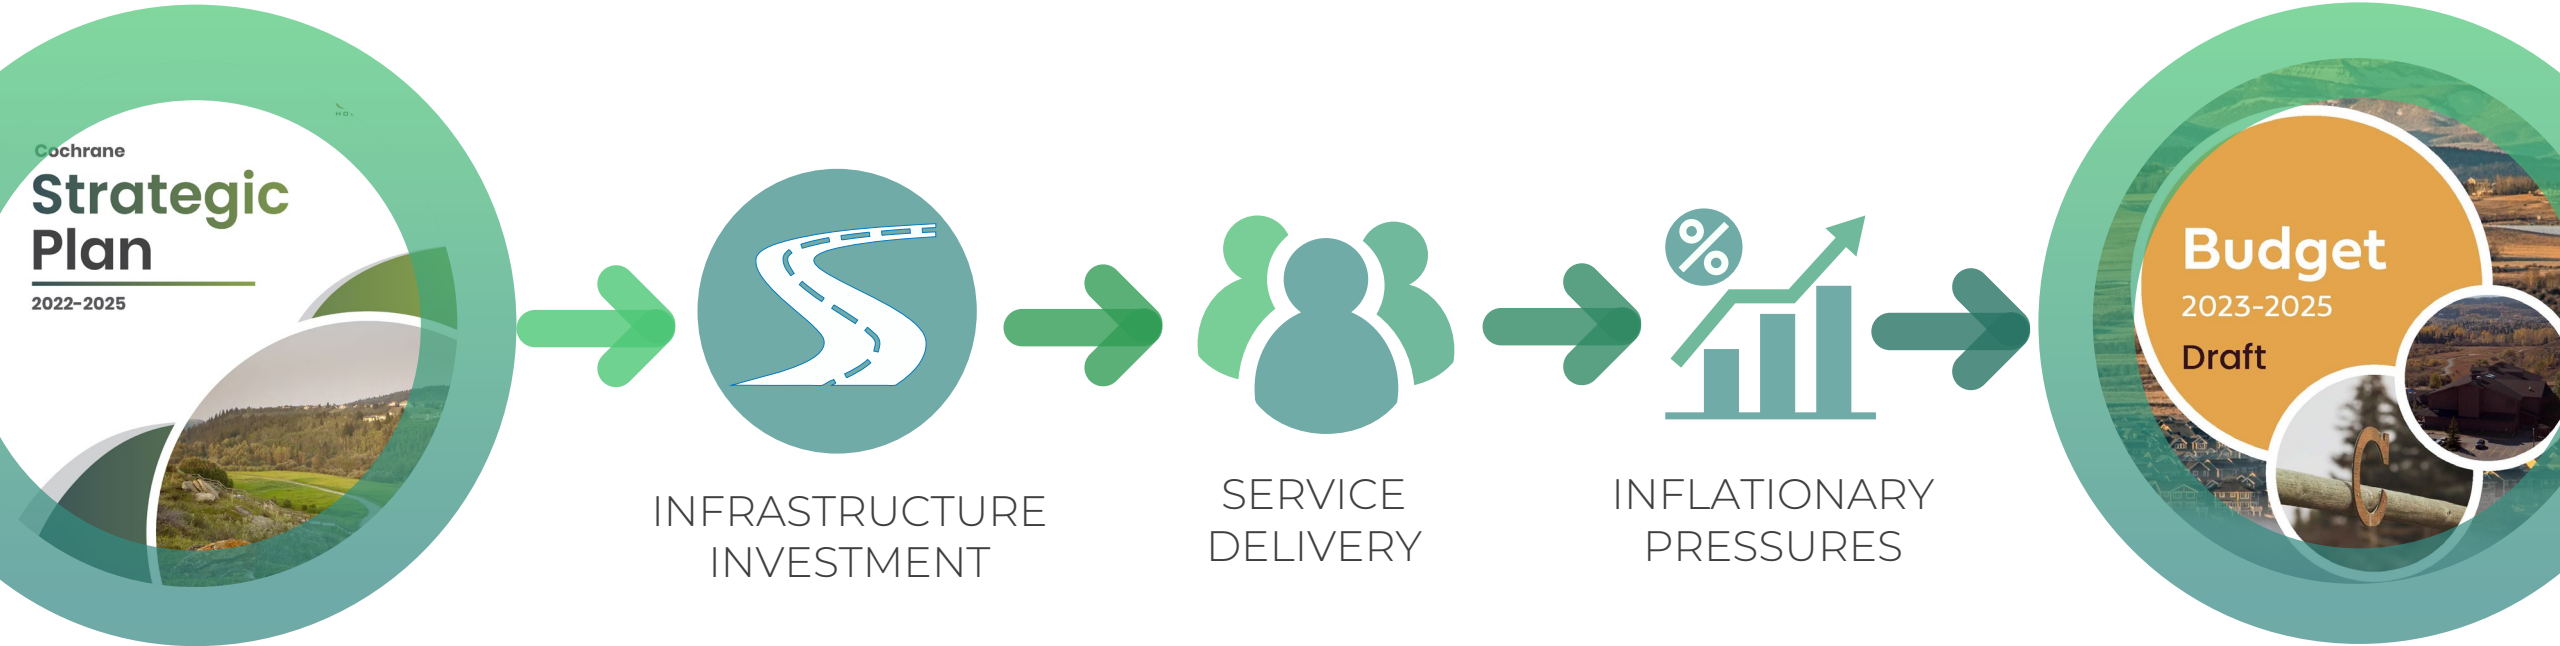 Cochrane
Strategic
Plan
2022-2025
INFRASTRUCTURE
INVESTMENT
SERVICE
DELIVERY
%
INFLATIONARY
PRESSURES
Budget
2023-2025
Draft
C